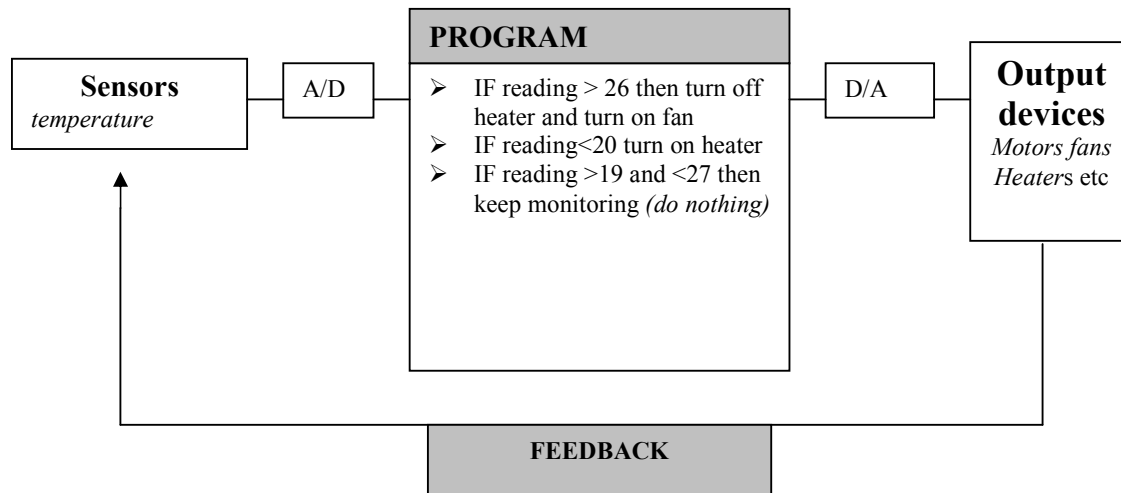 Sensors
temperature
A/D
PROGRAM
➢ IF reading > 26 then turn off
heater and turn on fan
➢ IF reading<20 turn on heater
➢ IF reading >19 and <27 then
keep monitoring (do nothing)
D/A
Output
devices
Motors fans
Heaters etc
FEEDBACK